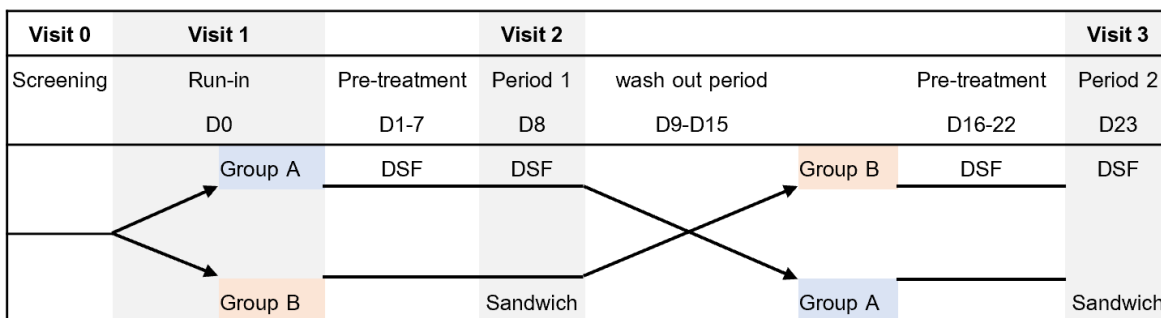 Visit 0 Visit 1 Visit 2 Visit 3
Screening Run-in Pre-treatment Period 1 wash out period Pre-treatment Period 2
D0 D1-7 D8 D9-D15 D16-22 D23
Group A DSF DSF Group B DSF DSF
Group B Sandwich Group A Sandwich